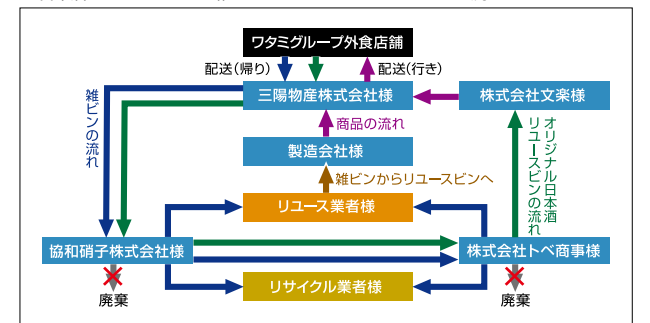 ワタミグループ外食店舗
配送(帰り)
配送(行き)
三陽物産株式会社様
株式会社文楽様
雑ビンの流れ
商品の流れ
製造会社様
オリジナル日本酒
リユースビンの流れ
雑ビンからリユースビンへ
リユース業者様
協和硝子株式会社様
株式会社トベ商事様
リサイクル業者様
廃棄
廃棄